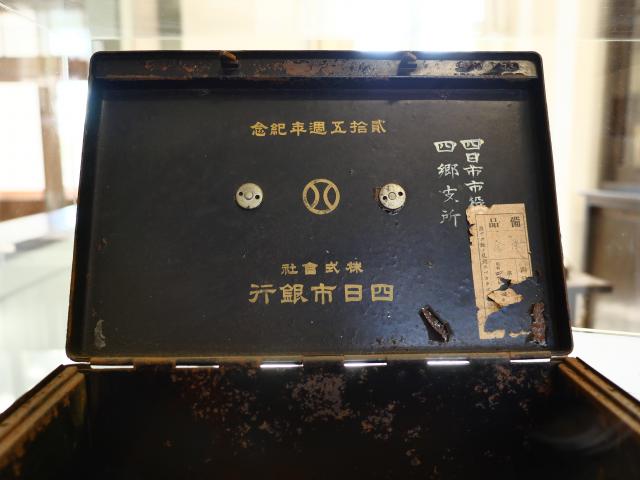 貳拾五週年紀念
株式會社
四日市銀行
四日市市役
四郷支所
備品